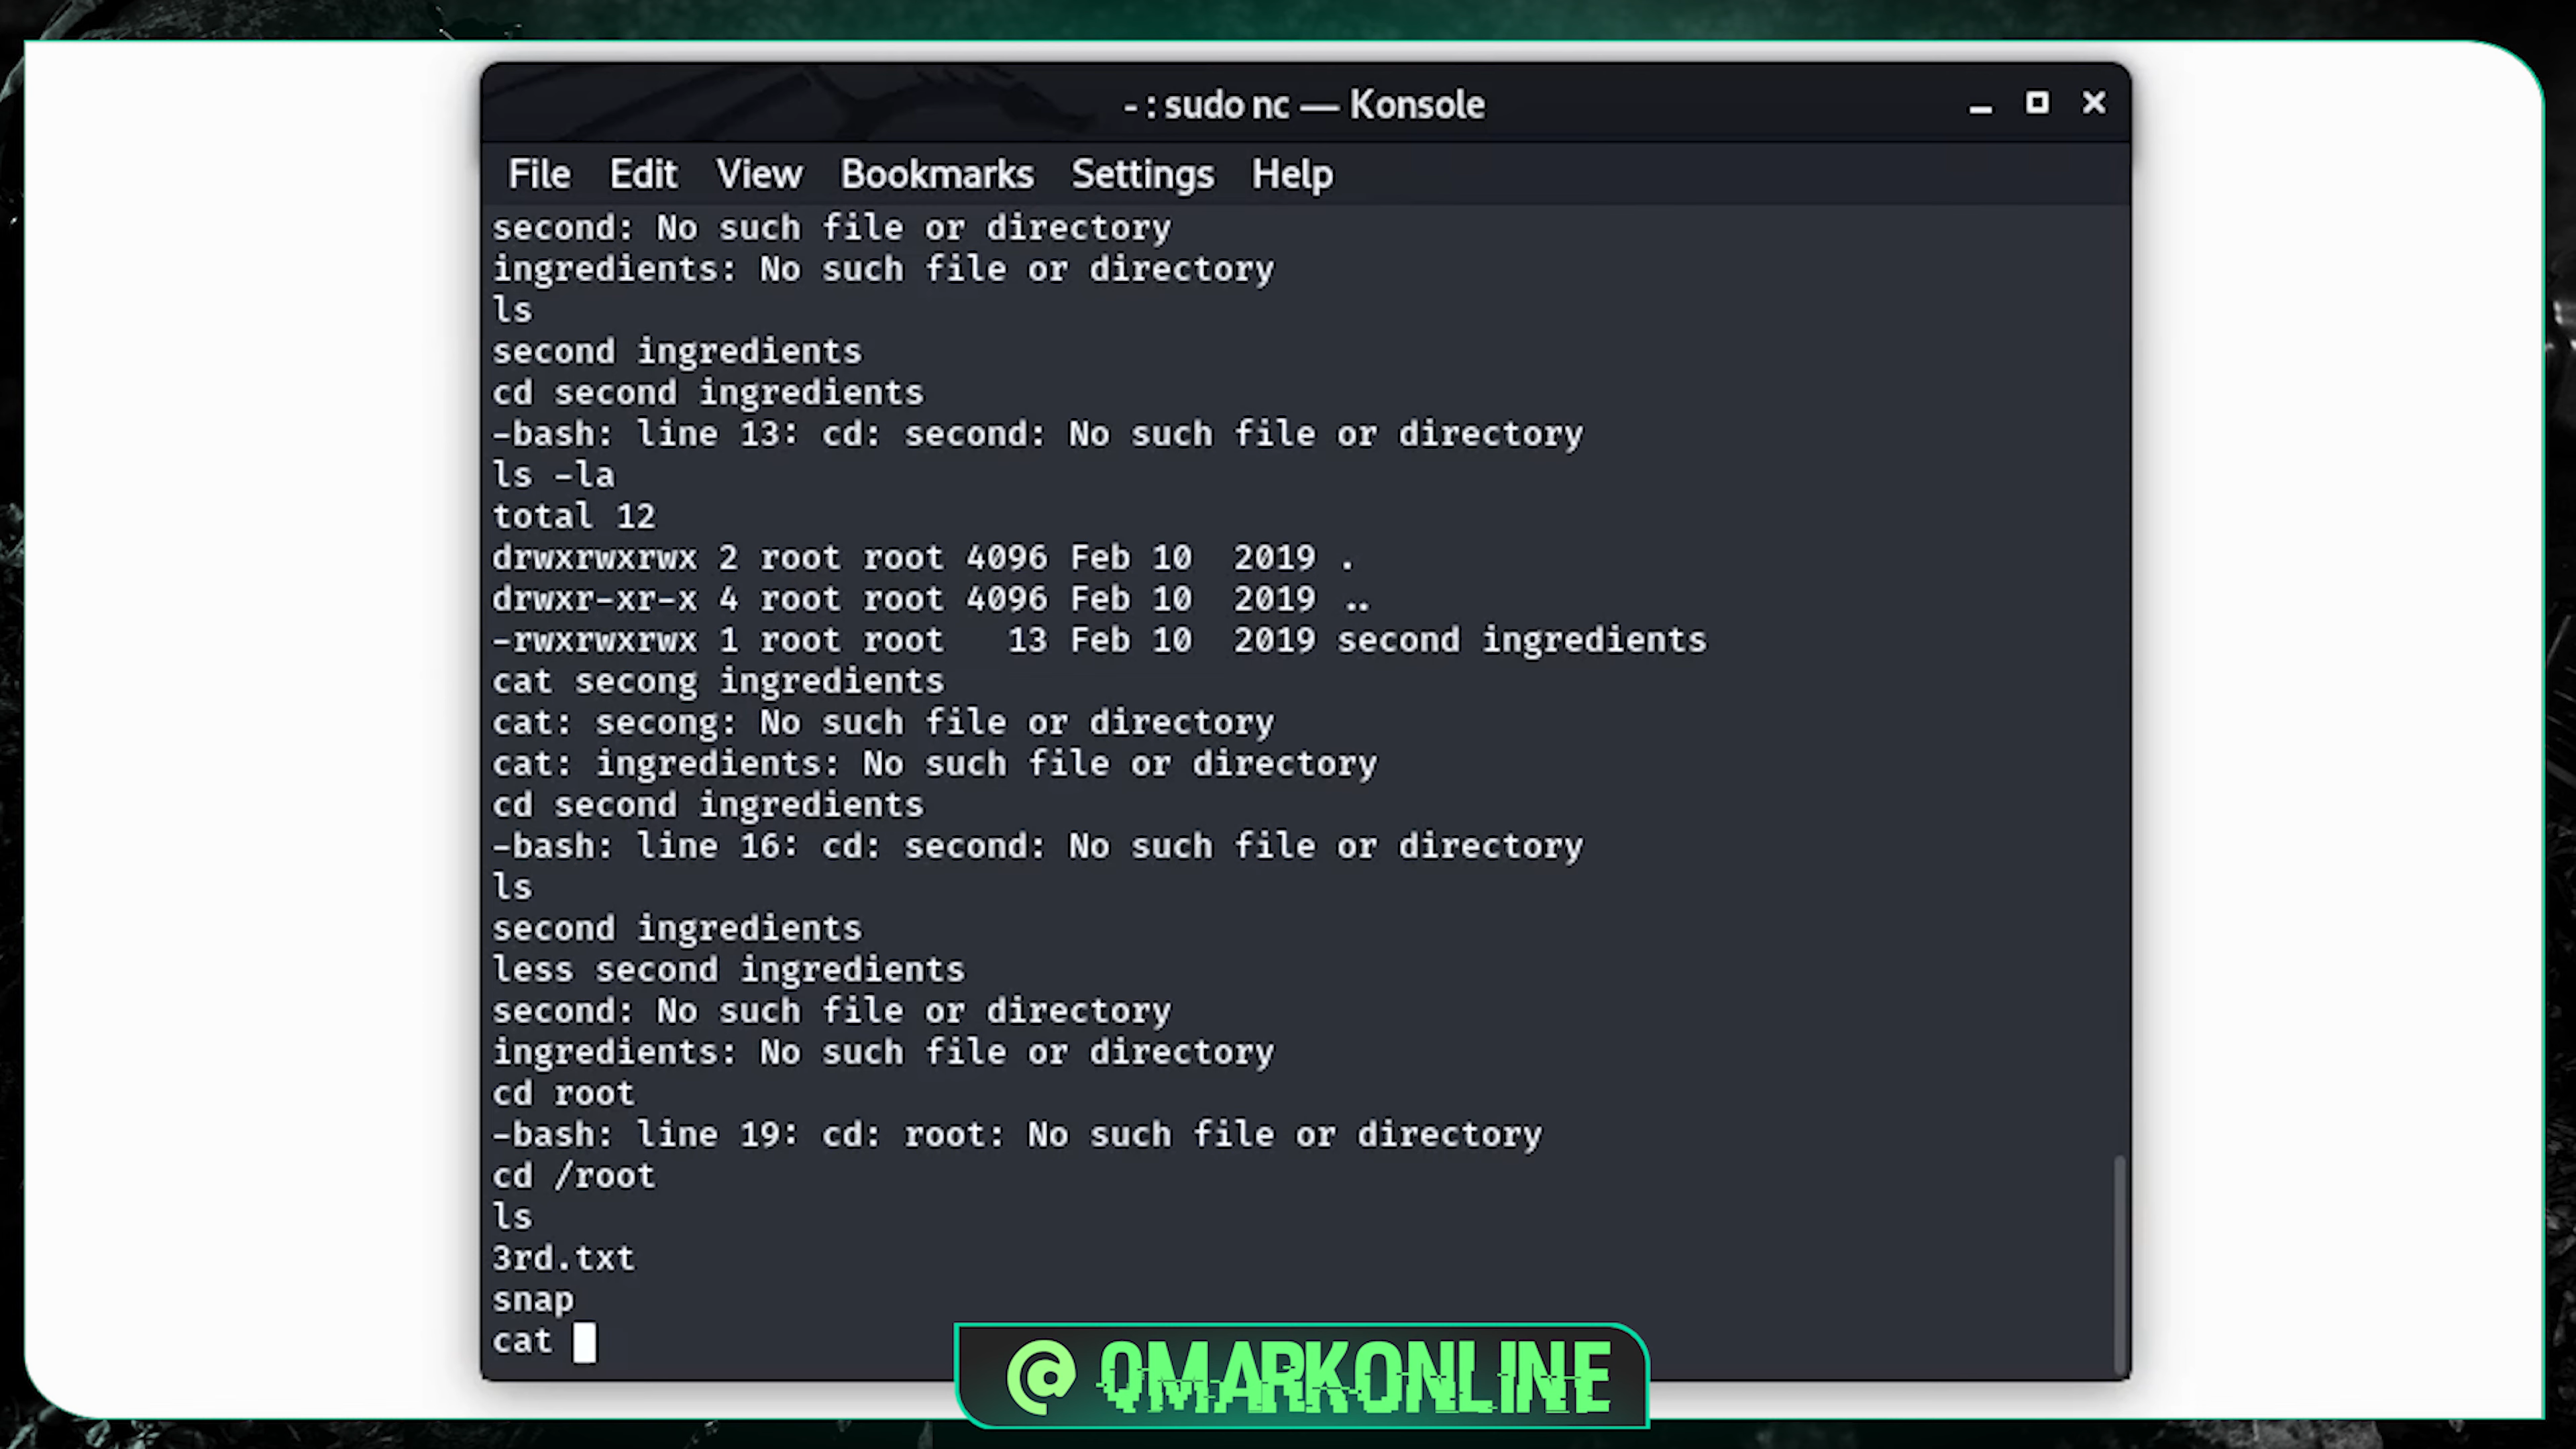 - : sudo nc — Konsole
File Edit View Bookmarks Settings Help
second: No such file or directory
ingredients: No such file or directory
ls
second ingredients
cd second ingredients
-bash: line 13: cd: second: No such file or directory
ls -la
total 12
drwxrwxrwx 2 root root 4096 Feb 10  2019 .
drwxr-xr-x 4 root root 4096 Feb 10  2019 ..
-rwxrwxrwx 1 root root   13 Feb 10  2019 second ingredients
cat secong ingredients
cat: secong: No such file or directory
cat: ingredients: No such file or directory
cd second ingredients
-bash: line 16: cd: second: No such file or directory
ls
second ingredients
less second ingredients
second: No such file or directory
ingredients: No such file or directory
cd root
-bash: line 19: cd: root: No such file or directory
cd /root
ls
3rd.txt
snap
cat
@ QMARKONLINE